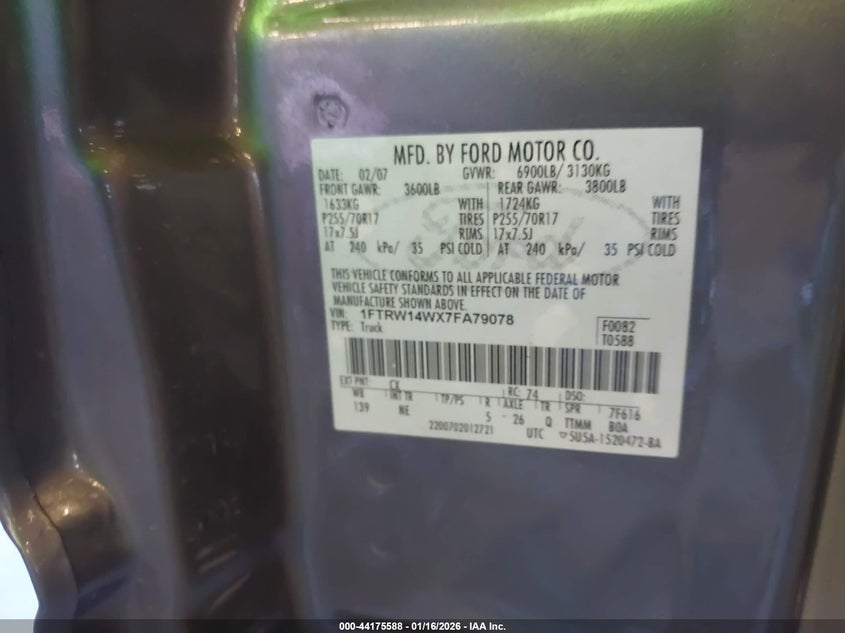 MFD. BY FORD MOTOR CO.
DATE: 02/07 GVWR: 6900LB/ 3130KG
FRONT GAWR: 3600LB REAR GAWR: 3800LB
1633KG WITH 1724KG WITH
P255/70R17 TIRES P255/70R17 TIRES
17x7.5J RIMS 17x7.5J RIMS
AT 240 kPa/ 35 PSI COLD AT 240 kPa/ 35 PSI COLD
THIS VEHICLE CONFORMS TO ALL APPLICABLE FEDERAL MOTOR
VEHICLE SAFETY STANDARDS IN EFFECT ON THE DATE OF
MANUFACTURE SHOWN ABOVE.
VIN: 1FTRW14WX7FA79078
TYPE: Truck
F0082
T0588
EXT PNT: CX RC: 74 DSO:
WB INT TR TP/PS R AXLE TR SPR 7F616
139 NE 5 - 26 Q TTMM BOA
2200702012721 UTC ▽5U5A-1520472-BA
000-44175588 - 01/16/2026 - IAA Inc.